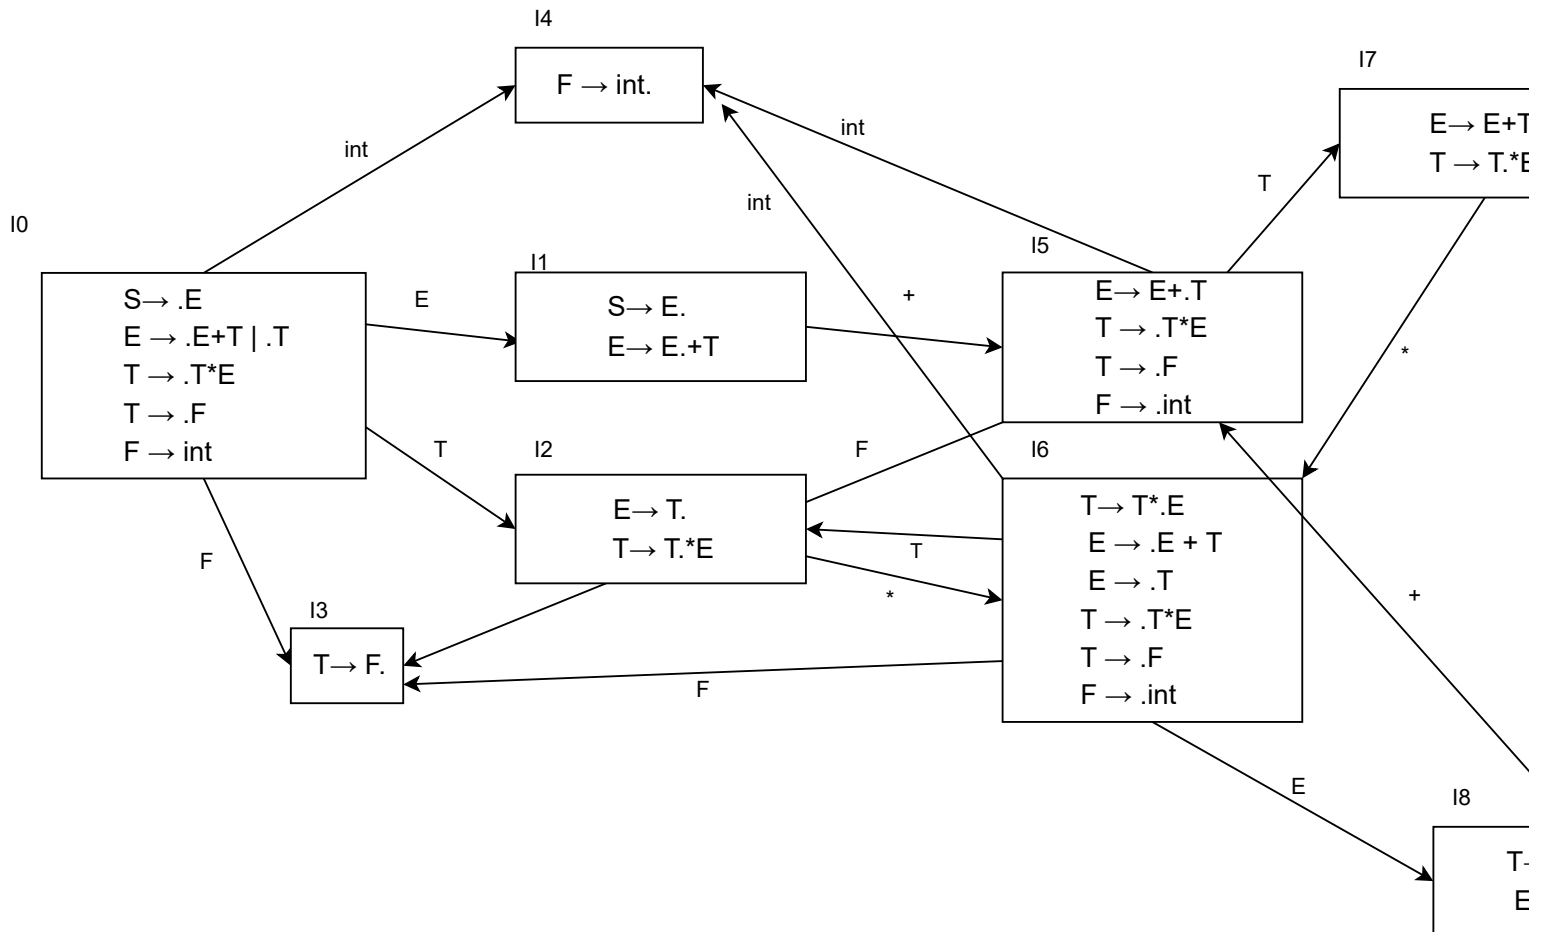 I4
F → int.
I7
E→ E+T
T → T.*E
int
int
int
T
I0
S→ .E
E → .E+T | .T
T → .T*E
T → .F
F → int
E
I1
S→ E.
E→ E.+T
+
I5
E→ E+.T
T → .T*E
T → .F
F → .int
*
T
I2
E→ T.
T→ T.*E
F
I6
T→ T*.E
E → .E + T
E → .T
T → .T*E
T → .F
F → .int
T
*
F
I3
T→ F.
F
+
E
I8
T→
E